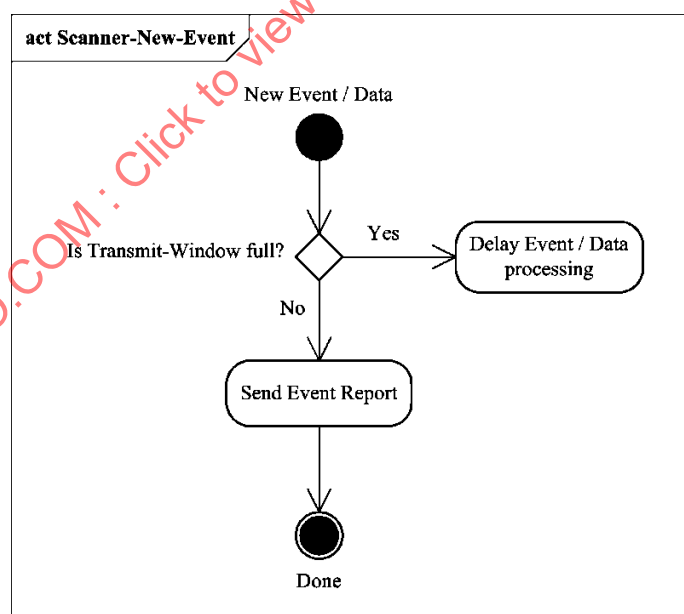 act Scanner-New-Event
New Event / Data
Is Transmit-Window full?
Yes
Delay Event / Data
processing
No
Send Event Report
Done
.COM : Click to view